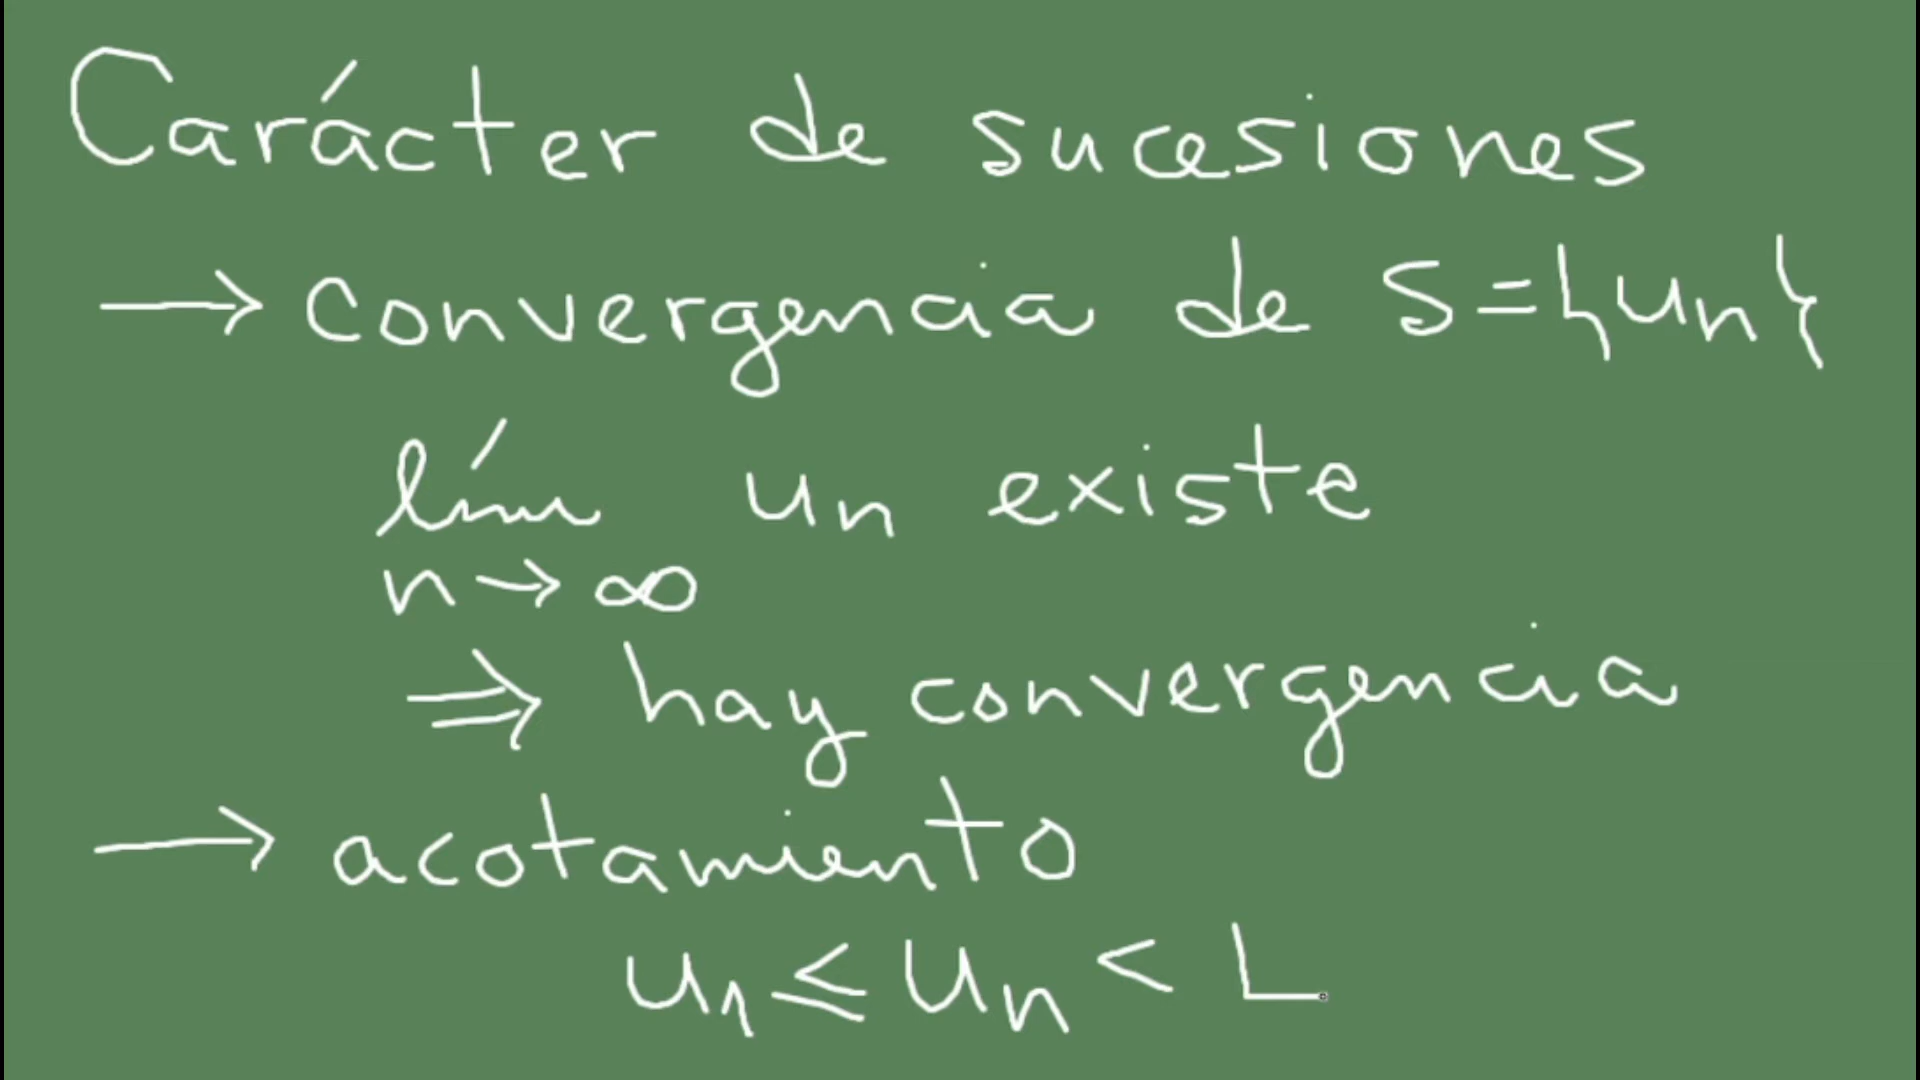 Carácter de sucesiones
→ convergencia de S = {un}
lím un existe
n → ∞
⇒ hay convergencia
→ acotamiento
u1 ≤ un < L